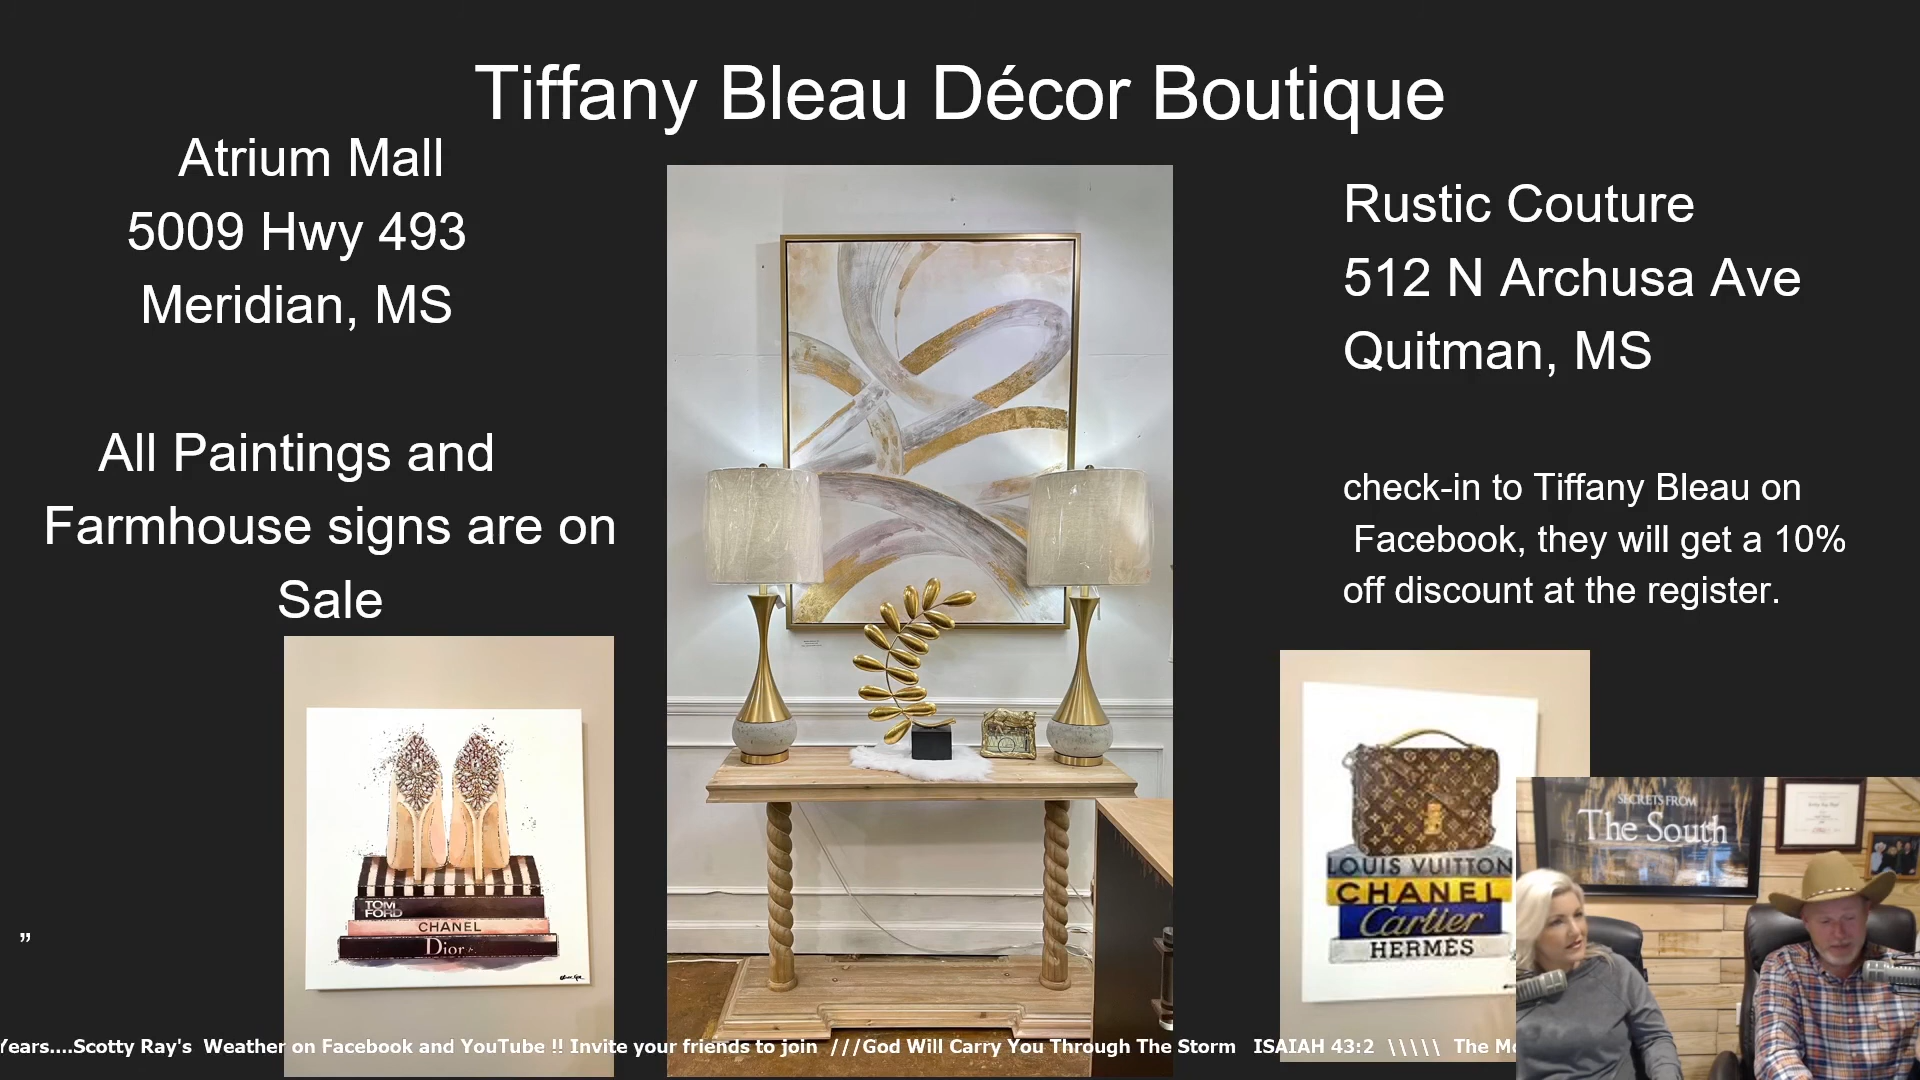 Tiffany Bleau Décor Boutique
Atrium Mall
5009 Hwy 493
Meridian, MS
All Paintings and
Farmhouse signs are on
Sale
Rustic Couture
512 N Archusa Ave
Quitman, MS
check-in to Tiffany Bleau on
Facebook, they will get a 10%
off discount at the register.
TOM
FORD
CHANEL
Dior
LOUIS VUITTON
CHANEL
Cartier
HERMÈS
SECRETS FROM
The South
”
Years....Scotty Ray's Weather on Facebook and YouTube !! Invite your friends to join ///God Will Carry You Through The Storm ISAIAH 43:2 \\\\\ The